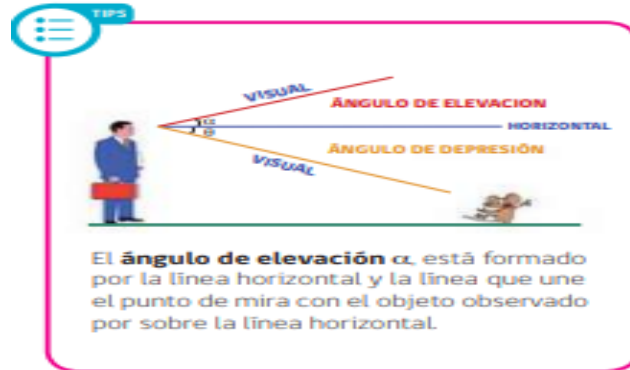 TIPS
VISUAL
ÁNGULO DE ELEVACION
α
HORIZONTAL
θ
ÁNGULO DE DEPRESIÓN
VISUAL
El ángulo de elevación α, está formado
por la línea horizontal y la línea que une
el punto de mira con el objeto observado
por sobre la línea horizontal.